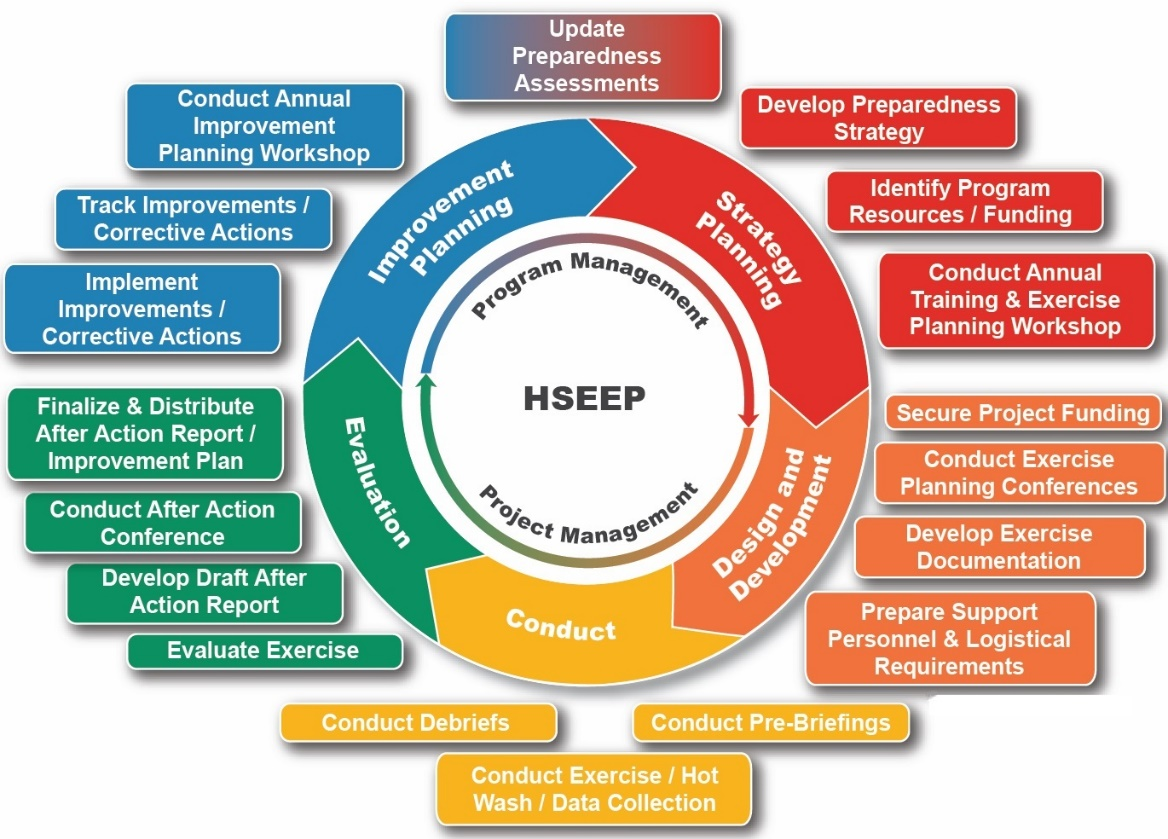 Update
Preparedness
Assessments
Develop Preparedness
Strategy
Identify Program
Resources / Funding
Conduct Annual
Training & Exercise
Planning Workshop
Secure Project Funding
Conduct Exercise
Planning Conferences
Develop Exercise
Documentation
Prepare Support
Personnel & Logistical
Requirements
Conduct Pre-Briefings
Conduct Exercise / Hot
Wash / Data Collection
Conduct Debriefs
Evaluate Exercise
Develop Draft After
Action Report
Conduct After Action
Conference
Finalize & Distribute
After Action Report /
Improvement Plan
Implement
Improvements /
Corrective Actions
Track Improvements /
Corrective Actions
Conduct Annual
Improvement
Planning Workshop
Improvement
Planning
Strategy
Planning
Design and
Development
Conduct
Evaluation
Program Management
HSEEP
Project Management